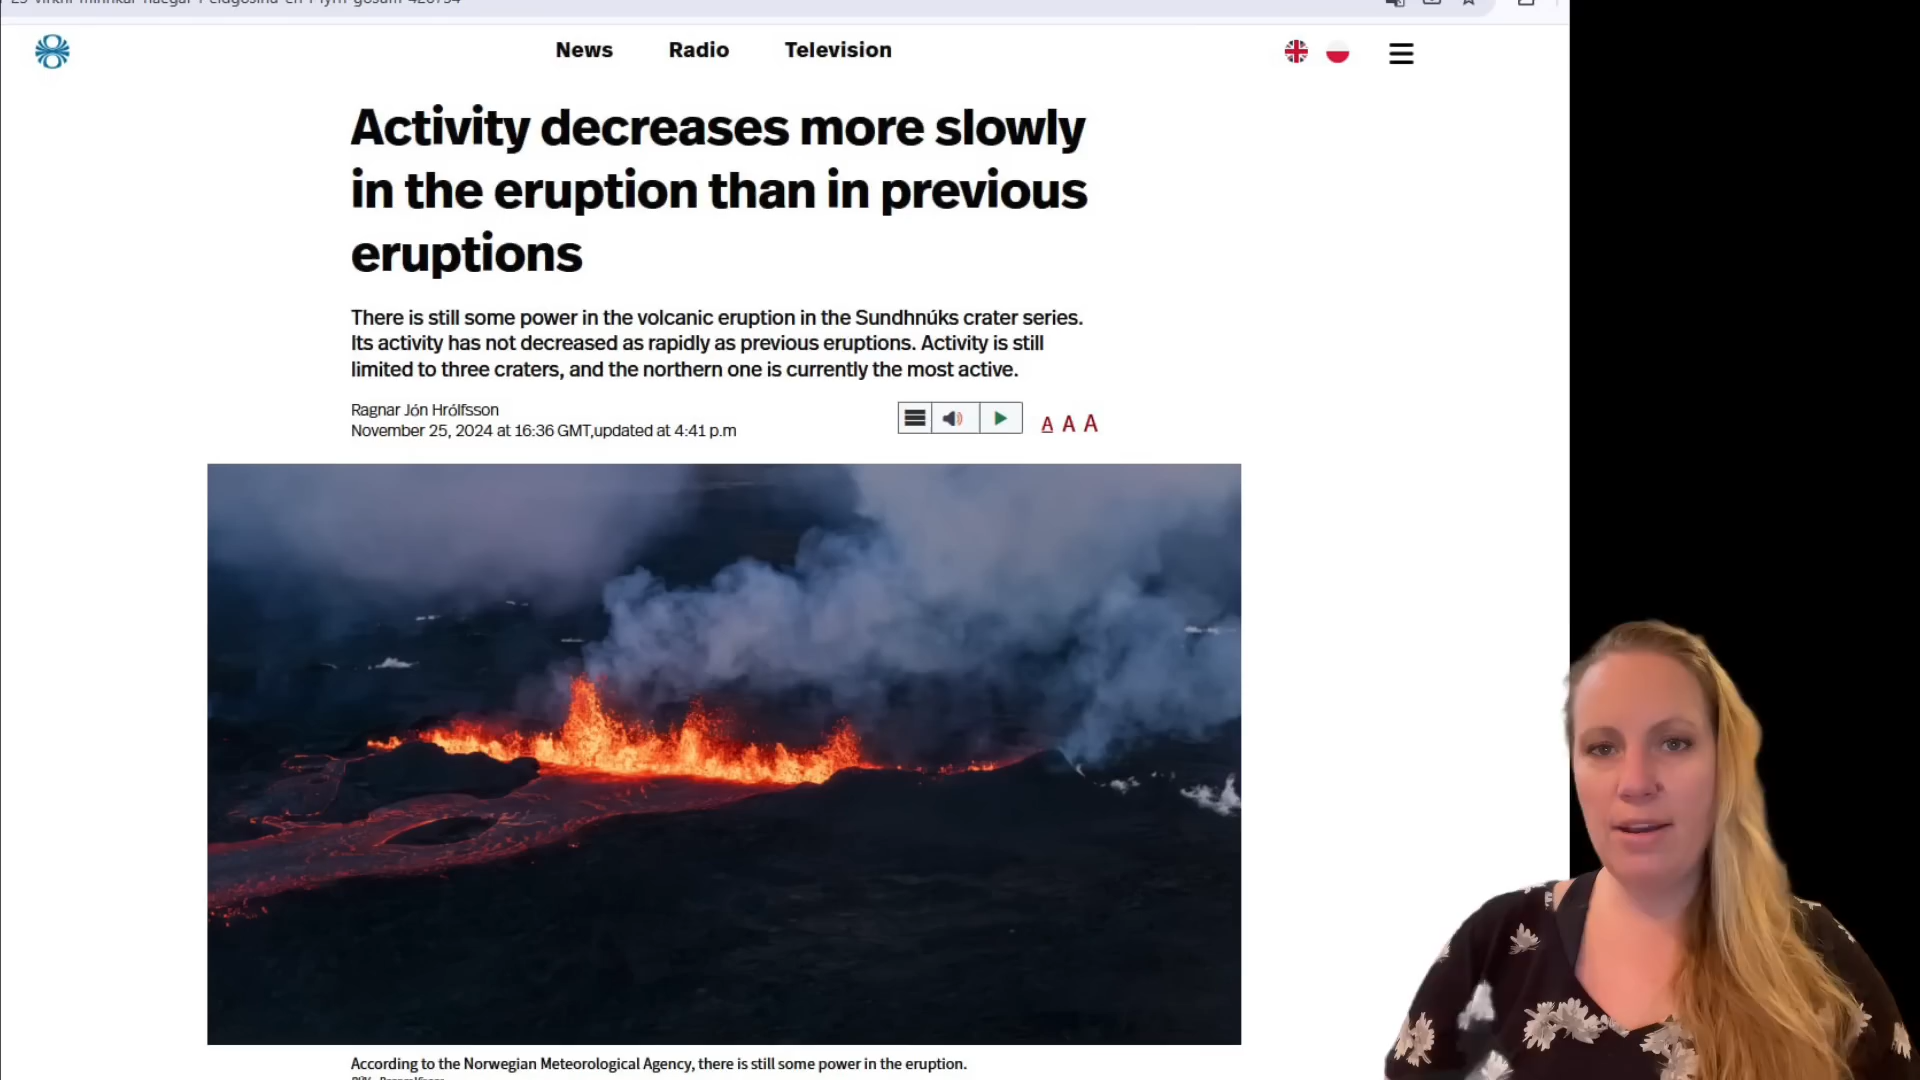 News Radio Television
Activity decreases more slowly
in the eruption than in previous
eruptions
There is still some power in the volcanic eruption in the Sundhnúks crater series.
Its activity has not decreased as rapidly as previous eruptions. Activity is still
limited to three craters, and the northern one is currently the most active.
Ragnar Jón Hrólfsson
November 25, 2024 at 16:36 GMT,updated at 4:41 p.m
A A A
According to the Norwegian Meteorological Agency, there is still some power in the eruption.